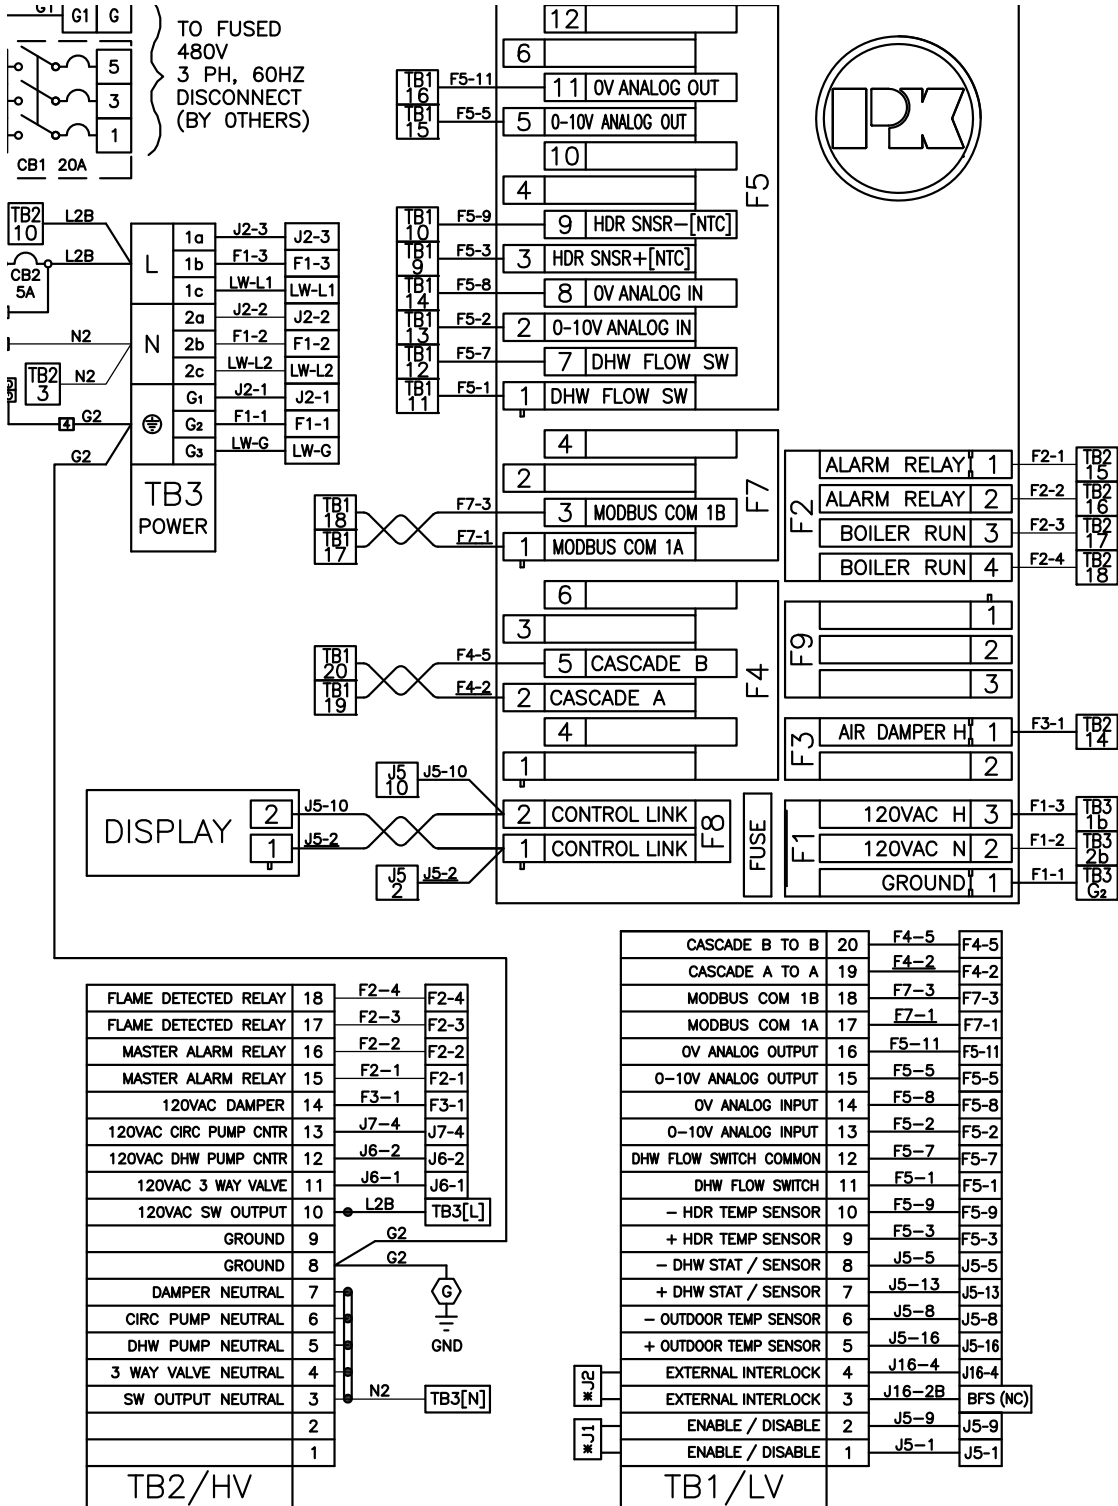 G1 G1 G
TO FUSED
480V
3 PH, 60HZ
DISCONNECT
(BY OTHERS)
5
3
1
CB1 20A
TB2
10
L2B
L2B
CB2
5A
N2
TB2
3
N2
4 G2
G2
L
N
1a J2-3 J2-3
1b F1-3 F1-3
1c LW-L1 LW-L1
2a J2-2 J2-2
2b F1-2 F1-2
2c LW-L2 LW-L2
G1 J2-1 J2-1
G2 F1-1 F1-1
G3 LW-G LW-G
TB3
POWER
12
6
TB1
16
F5-11 11 0V ANALOG OUT
TB1
15
F5-5 5 0-10V ANALOG OUT
10
4
TB1
10
F5-9 9 HDR SNSR-[NTC]
TB1
9
F5-3 3 HDR SNSR+[NTC]
TB1
14
F5-8 8 0V ANALOG IN
TB1
13
F5-2 2 0-10V ANALOG IN
TB1
12
F5-7 7 DHW FLOW SW
TB1
11
F5-1 1 DHW FLOW SW
F5
PK
4
2
TB1
18
F7-3 3 MODBUS COM 1B
TB1
17
F7-1 1 MODBUS COM 1A
F7
6
3
TB1
20
F4-5 5 CASCADE B
TB1
19
F4-2 2 CASCADE A
4
1
F4
J5
10
J5-10
DISPLAY
2 J5-10
1 J5-2
J5
2
J5-2
2 CONTROL LINK
1 CONTROL LINK
F8
FUSE
F2
ALARM RELAY 1 F2-1 TB2
15
ALARM RELAY 2 F2-2 TB2
16
BOILER RUN 3 F2-3 TB2
17
BOILER RUN 4 F2-4 TB2
18
F9
1
2
3
F3
AIR DAMPER H 1 F3-1 TB2
14
2
F1
120VAC H 3 F1-3 TB3
1b
120VAC N 2 F1-2 TB3
2b
GROUND 1 F1-1 TB3
G2
FLAME DETECTED RELAY 18 F2-4 F2-4
FLAME DETECTED RELAY 17 F2-3 F2-3
MASTER ALARM RELAY 16 F2-2 F2-2
MASTER ALARM RELAY 15 F2-1 F2-1
120VAC DAMPER 14 F3-1 F3-1
120VAC CIRC PUMP CNTR 13 J7-4 J7-4
120VAC DHW PUMP CNTR 12 J6-2 J6-2
120VAC 3 WAY VALVE 11 J6-1 J6-1
120VAC SW OUTPUT 10 L2B TB3[L]
GROUND 9 G2
GROUND 8 G2
G
GND
DAMPER NEUTRAL 7
CIRC PUMP NEUTRAL 6
DHW PUMP NEUTRAL 5
3 WAY VALVE NEUTRAL 4
SW OUTPUT NEUTRAL 3 N2 TB3[N]
2
1
TB2/HV
CASCADE B TO B 20 F4-5 F4-5
CASCADE A TO A 19 F4-2 F4-2
MODBUS COM 1B 18 F7-3 F7-3
MODBUS COM 1A 17 F7-1 F7-1
0V ANALOG OUTPUT 16 F5-11 F5-11
0-10V ANALOG OUTPUT 15 F5-5 F5-5
0V ANALOG INPUT 14 F5-8 F5-8
0-10V ANALOG INPUT 13 F5-2 F5-2
DHW FLOW SWITCH COMMON 12 F5-7 F5-7
DHW FLOW SWITCH 11 F5-1 F5-1
- HDR TEMP SENSOR 10 F5-9 F5-9
+ HDR TEMP SENSOR 9 F5-3 F5-3
- DHW STAT / SENSOR 8 J5-5 J5-5
+ DHW STAT / SENSOR 7 J5-13 J5-13
- OUTDOOR TEMP SENSOR 6 J5-8 J5-8
+ OUTDOOR TEMP SENSOR 5 J5-16 J5-16
*J2
EXTERNAL INTERLOCK 4 J16-4 J16-4
EXTERNAL INTERLOCK 3 J16-2B BFS (NC)
*J1
ENABLE / DISABLE 2 J5-9 J5-9
ENABLE / DISABLE 1 J5-1 J5-1
TB1/LV